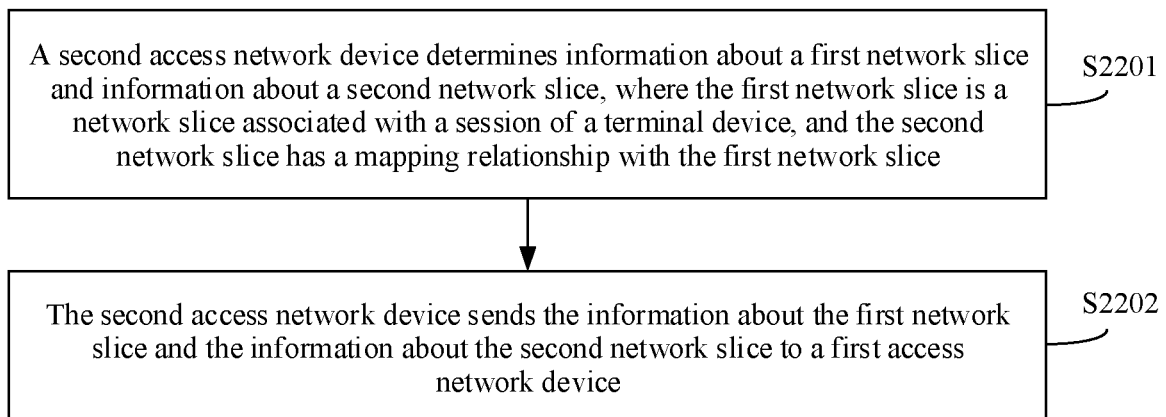 A second access network device determines information about a first network slice
and information about a second network slice, where the first network slice is a
network slice associated with a session of a terminal device, and the second
network slice has a mapping relationship with the first network slice
S2201
The second access network device sends the information about the first network
slice and the information about the second network slice to a first access
network device
S2202